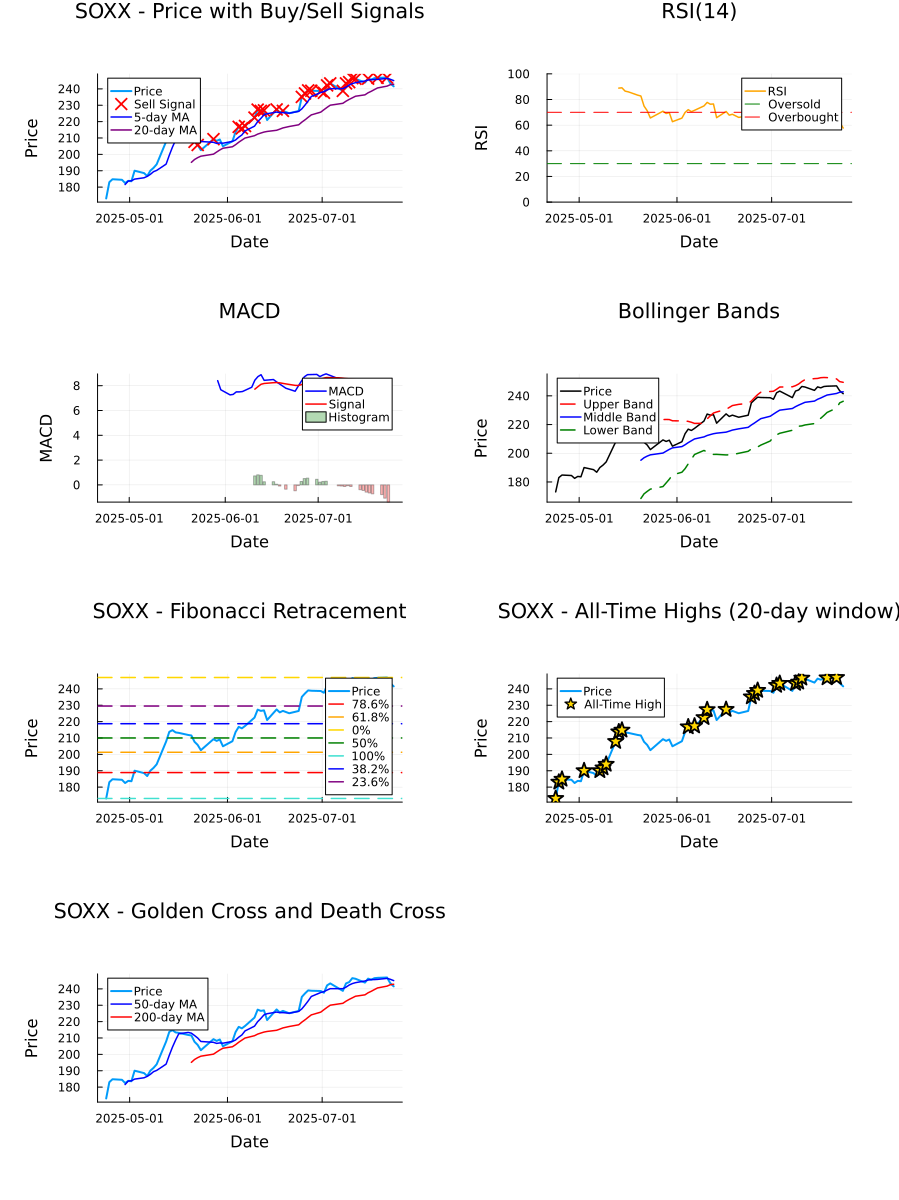 SOXX - Price with Buy/Sell Signals
Price
240
230
220
210
200
190
180
Price
Sell Signal
5-day MA
20-day MA
2025-05-01
2025-06-01
2025-07-01
Date
RSI(14)
RSI
100
80
60
40
20
0
RSI
Oversold
Overbought
2025-05-01
2025-06-01
2025-07-01
Date
MACD
MACD
8
6
4
2
0
MACD
Signal
Histogram
2025-05-01
2025-06-01
2025-07-01
Date
Bollinger Bands
Price
240
220
200
180
Price
Upper Band
Middle Band
Lower Band
2025-05-01
2025-06-01
2025-07-01
Date
SOXX - Fibonacci Retracement
Price
240
230
220
210
200
190
180
Price
78.6%
61.8%
0%
50%
100%
38.2%
23.6%
2025-05-01
2025-06-01
2025-07-01
Date
SOXX - All-Time Highs (20-day window)
Price
240
230
220
210
200
190
180
Price
All-Time High
2025-05-01
2025-06-01
2025-07-01
Date
SOXX - Golden Cross and Death Cross
Price
240
230
220
210
200
190
180
Price
50-day MA
200-day MA
2025-05-01
2025-06-01
2025-07-01
Date